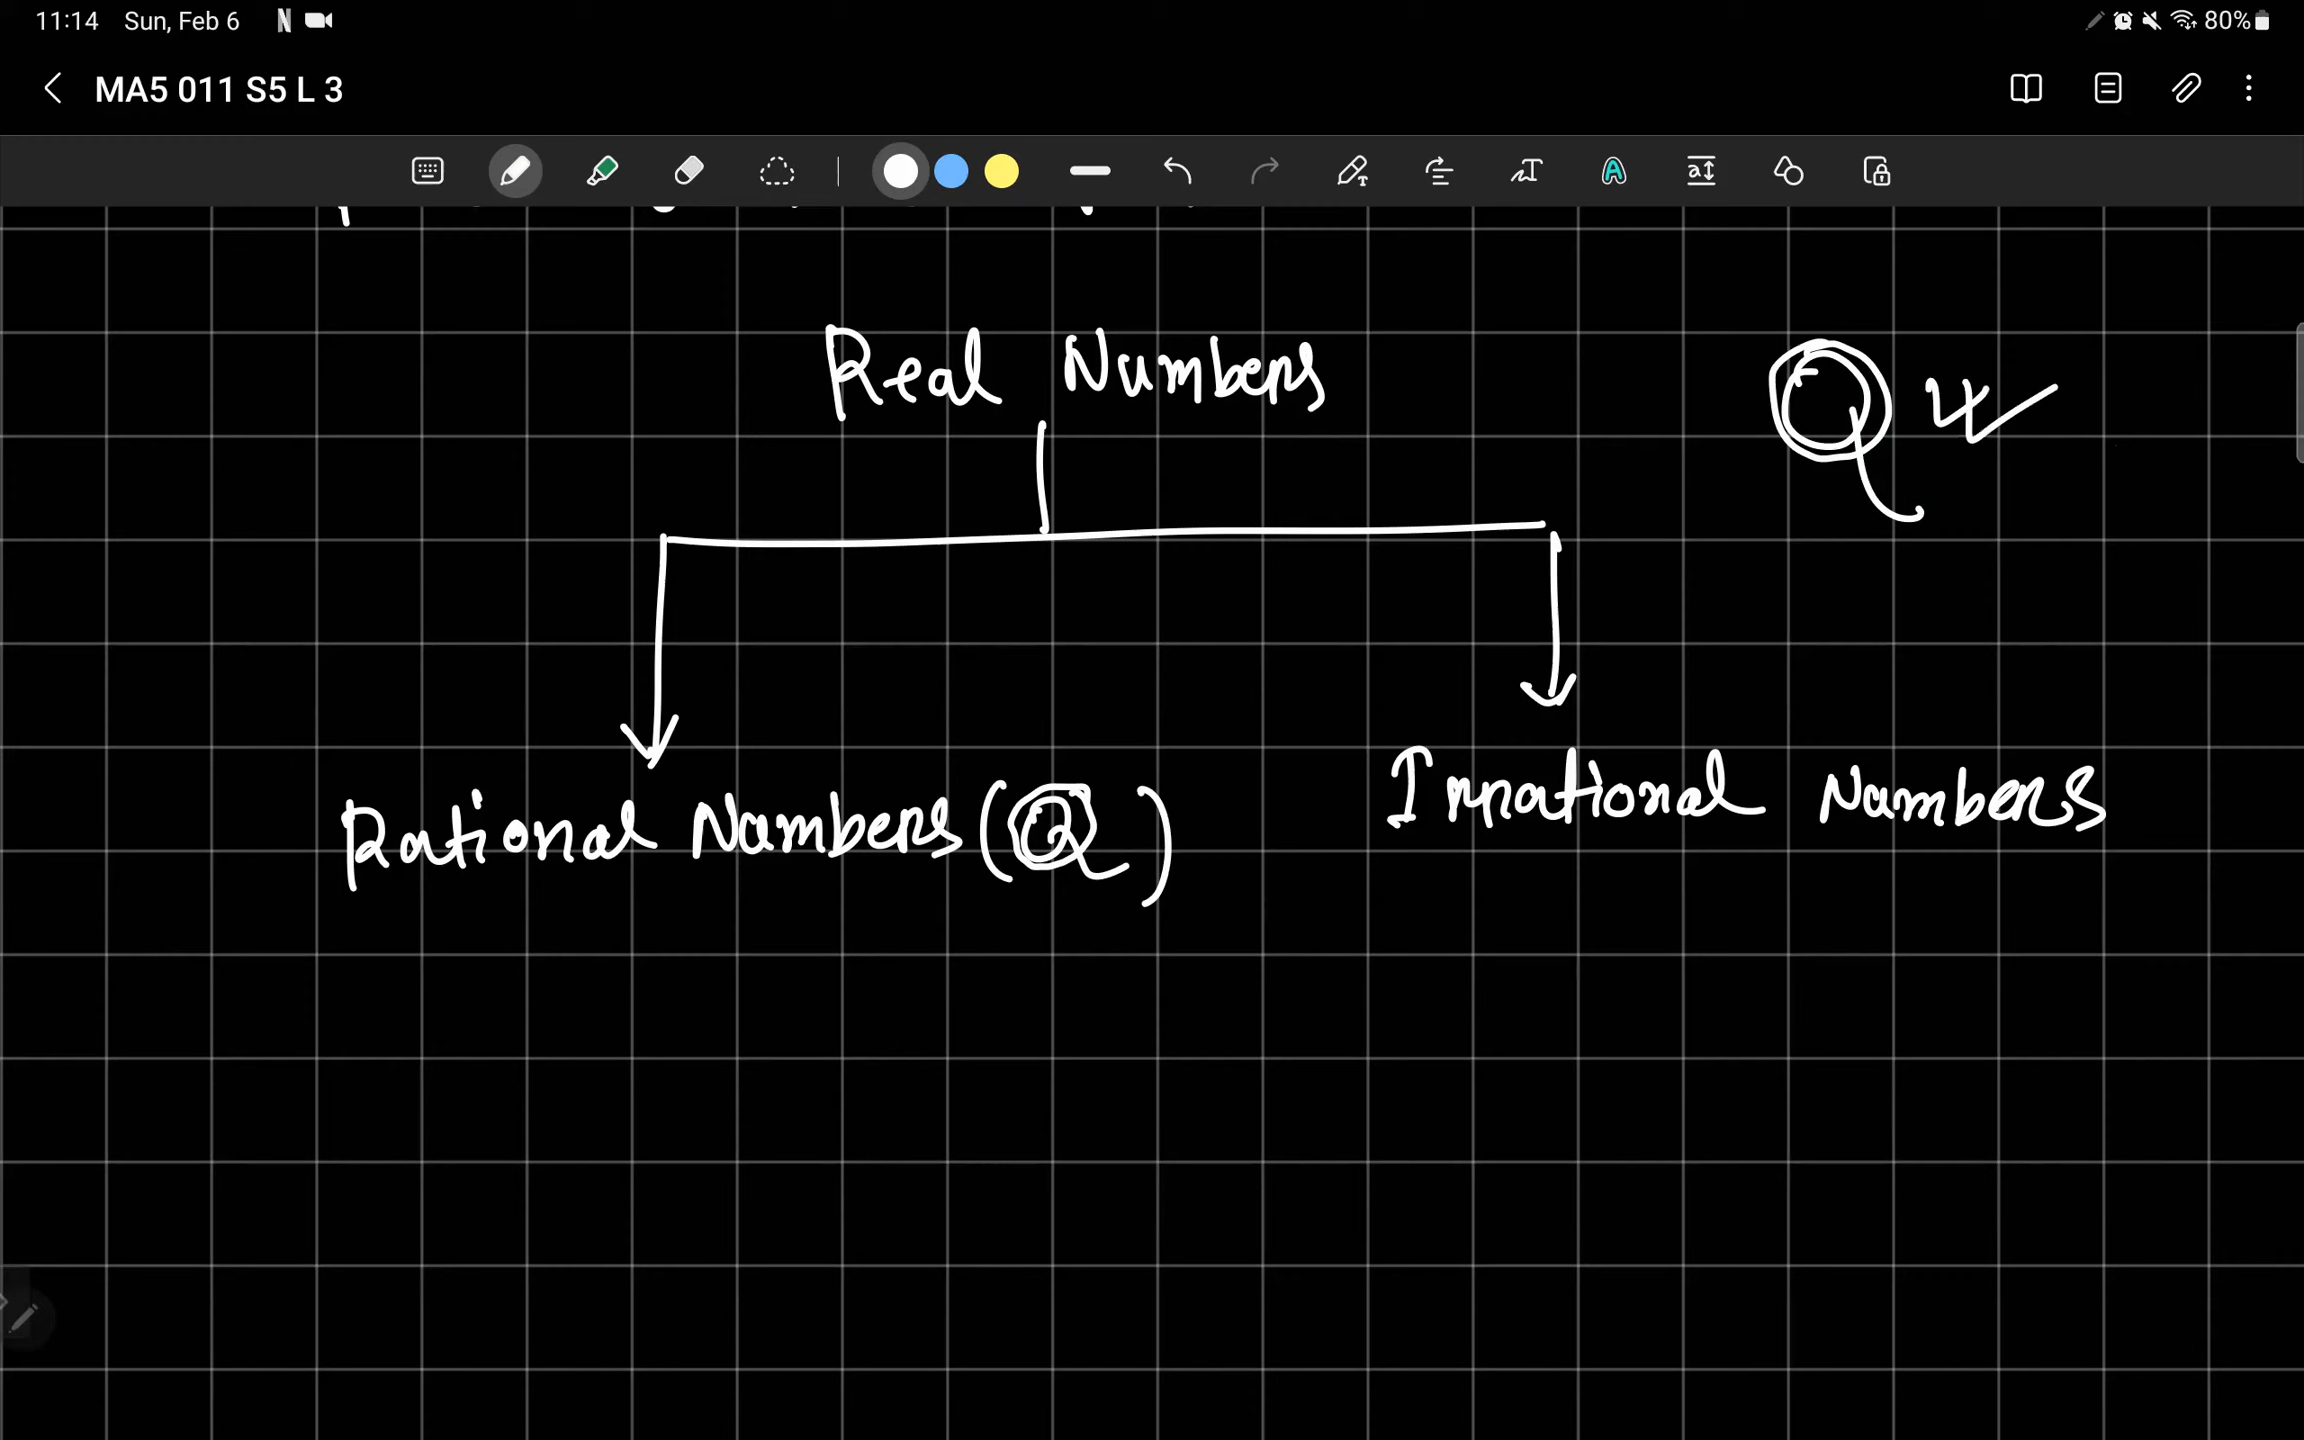 11:14 Sun, Feb 6 N 80%
MA5 011 S5 L 3
Real Numbers
Q
Rational Numbers (Q)
Irrational Numbers